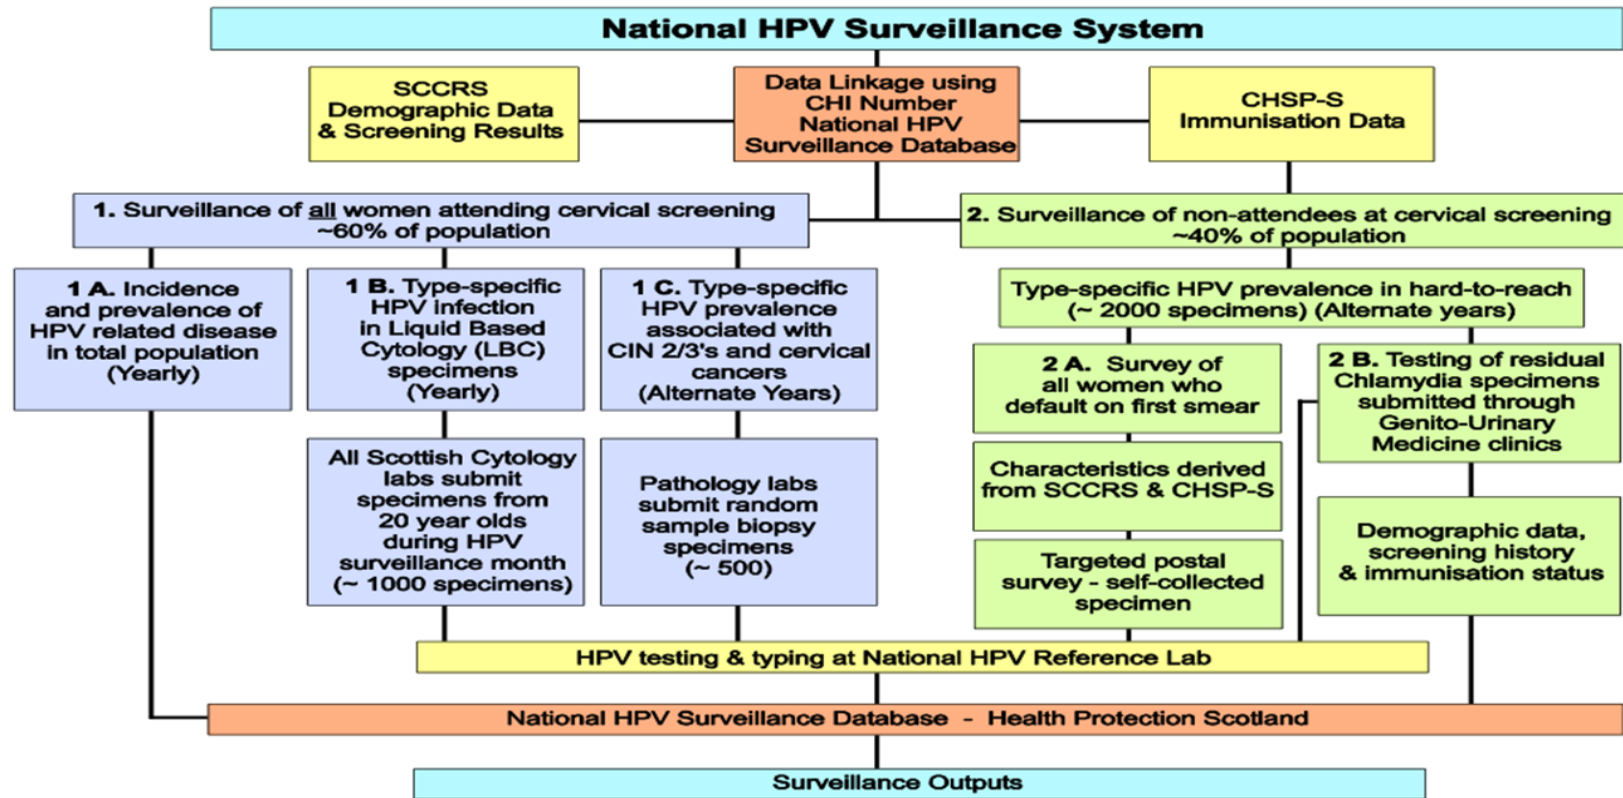 National HPV Surveillance System
SCCRS
Demographic Data
& Screening Results
Data Linkage using
CHI Number
National HPV
Surveillance Database
CHSP-S
Immunisation Data
1. Surveillance of all women attending cervical screening
~60% of population
2. Surveillance of non-attendees at cervical screening
~40% of population
1 A. Incidence
and prevalence of
HPV related disease
in total population
(Yearly)
1 B. Type-specific
HPV infection
in Liquid Based
Cytology (LBC)
specimens
(Yearly)
1 C. Type-specific
HPV prevalence
associated with
CIN 2/3's and cervical
cancers
(Alternate Years)
Type-specific HPV prevalence in hard-to-reach
(~ 2000 specimens) (Alternate years)
2 A. Survey of
all women who
default on first smear
2 B. Testing of residual
Chlamydia specimens
submitted through
Genito-Urinary
Medicine clinics
All Scottish Cytology
labs submit
specimens from
20 year olds
during HPV
surveillance month
(~ 1000 specimens)
Pathology labs
submit random
sample biopsy
specimens
(~ 500)
Characteristics derived
from SCCRS & CHSP-S
Targeted postal
survey - self-collected
specimen
Demographic data,
screening history
& immunisation status
HPV testing & typing at National HPV Reference Lab
National HPV Surveillance Database - Health Protection Scotland
Surveillance Outputs